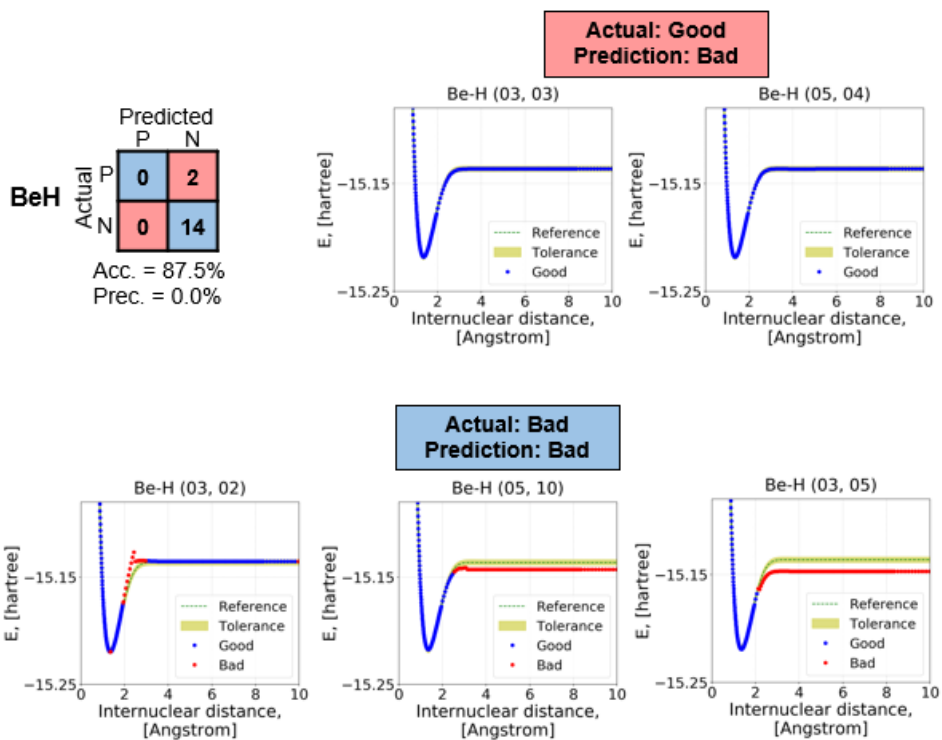 Actual: Good
Prediction: Bad
BeH
Predicted
P N
Actual
P 0 2
N 0 14
Acc. = 87.5%
Prec. = 0.0%
Be-H (03, 03)
E, [hartree]
−15.15
−15.25
Reference
Tolerance
Good
0 2 4 6 8 10
Internuclear distance,
[Angstrom]
Be-H (05, 04)
E, [hartree]
−15.15
−15.25
Reference
Tolerance
Good
0 2 4 6 8 10
Internuclear distance,
[Angstrom]
Actual: Bad
Prediction: Bad
Be-H (03, 02)
E, [hartree]
−15.15
−15.25
Reference
Tolerance
Good
Bad
0 2 4 6 8 10
Internuclear distance,
[Angstrom]
Be-H (05, 10)
E, [hartree]
−15.15
−15.25
Reference
Tolerance
Good
Bad
0 2 4 6 8 10
Internuclear distance,
[Angstrom]
Be-H (03, 05)
E, [hartree]
−15.15
−15.25
Reference
Tolerance
Good
Bad
0 2 4 6 8 10
Internuclear distance,
[Angstrom]